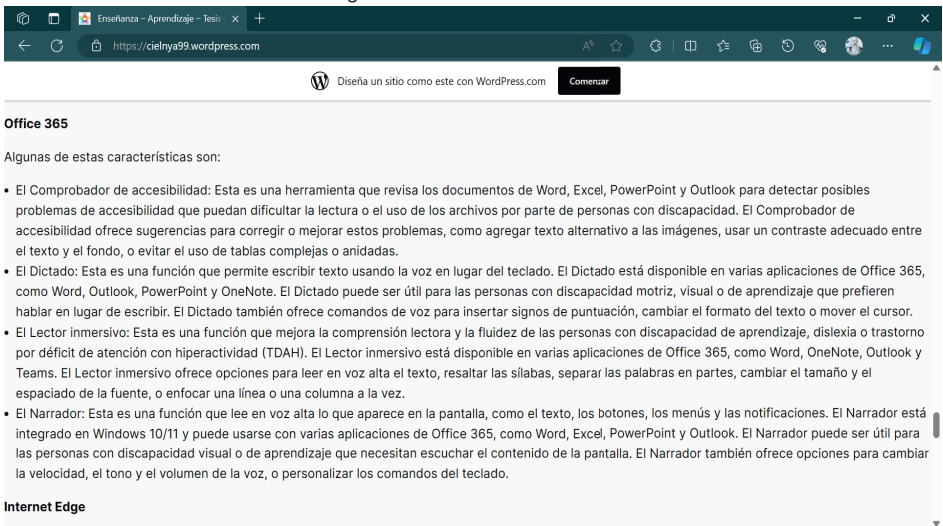 Enseñanza – Aprendizaje – Tesis
https://cielnya99.wordpress.com
Diseña un sitio como este con WordPress.com
Comenzar
Office 365
Algunas de estas características son:
• El Comprobador de accesibilidad: Esta es una herramienta que revisa los documentos de Word, Excel, PowerPoint y Outlook para detectar posibles
problemas de accesibilidad que puedan dificultar la lectura o el uso de los archivos por parte de personas con discapacidad. El Comprobador de
accesibilidad ofrece sugerencias para corregir o mejorar estos problemas, como agregar texto alternativo a las imágenes, usar un contraste adecuado entre
el texto y el fondo, o evitar el uso de tablas complejas o anidadas.
• El Dictado: Esta es una función que permite escribir texto usando la voz en lugar del teclado. El Dictado está disponible en varias aplicaciones de Office 365,
como Word, Outlook, PowerPoint y OneNote. El Dictado puede ser útil para las personas con discapacidad motriz, visual o de aprendizaje que prefieren
hablar en lugar de escribir. El Dictado también ofrece comandos de voz para insertar signos de puntuación, cambiar el formato del texto o mover el cursor.
• El Lector inmersivo: Esta es una función que mejora la comprensión lectora y la fluidez de las personas con discapacidad de aprendizaje, dislexia o trastorno
por déficit de atención con hiperactividad (TDAH). El Lector inmersivo está disponible en varias aplicaciones de Office 365, como Word, OneNote, Outlook y
Teams. El Lector inmersivo ofrece opciones para leer en voz alta el texto, resaltar las sílabas, separar las palabras en partes, cambiar el tamaño y el
espaciado de la fuente, o enfocar una línea o una columna a la vez.
• El Narrador: Esta es una función que lee en voz alta lo que aparece en la pantalla, como el texto, los botones, los menús y las notificaciones. El Narrador está
integrado en Windows 10/11 y puede usarse con varias aplicaciones de Office 365, como Word, Excel, PowerPoint y Outlook. El Narrador puede ser útil para
las personas con discapacidad visual o de aprendizaje que necesitan escuchar el contenido de la pantalla. El Narrador también ofrece opciones para cambiar
la velocidad, el tono y el volumen de la voz, o personalizar los comandos del teclado.
Internet Edge